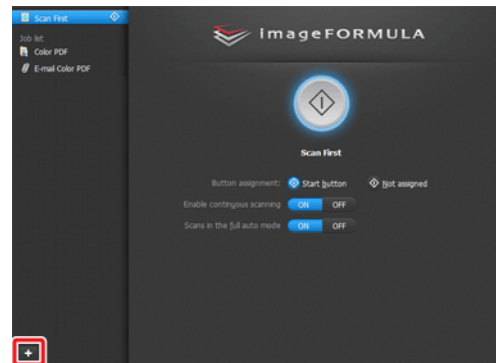 Scan First
Job list
Color PDF
E-mail Color PDF
imageFORMULA
Scan First
Button assignment: Start button Not assigned
Enable continuous scanning ON OFF
Scans in the full auto mode ON OFF
+